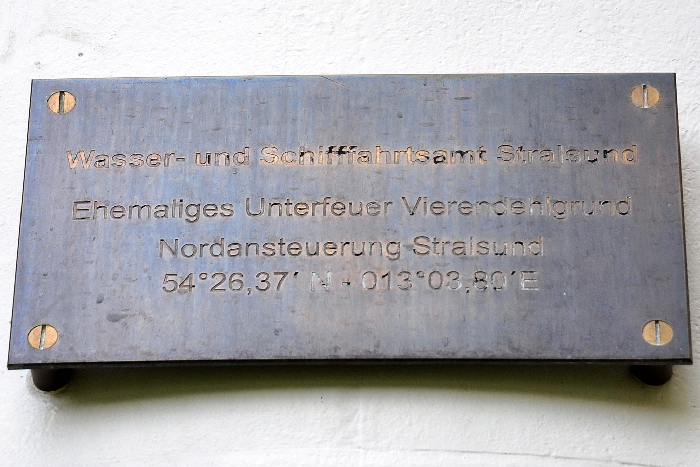 Wasser- und Schifffahrtsamt Stralsund
Ehemaliges Unterfeuer Vierendehlgrund
Nordansteuerung Stralsund
54°26,37´ N - 013°03,80´E